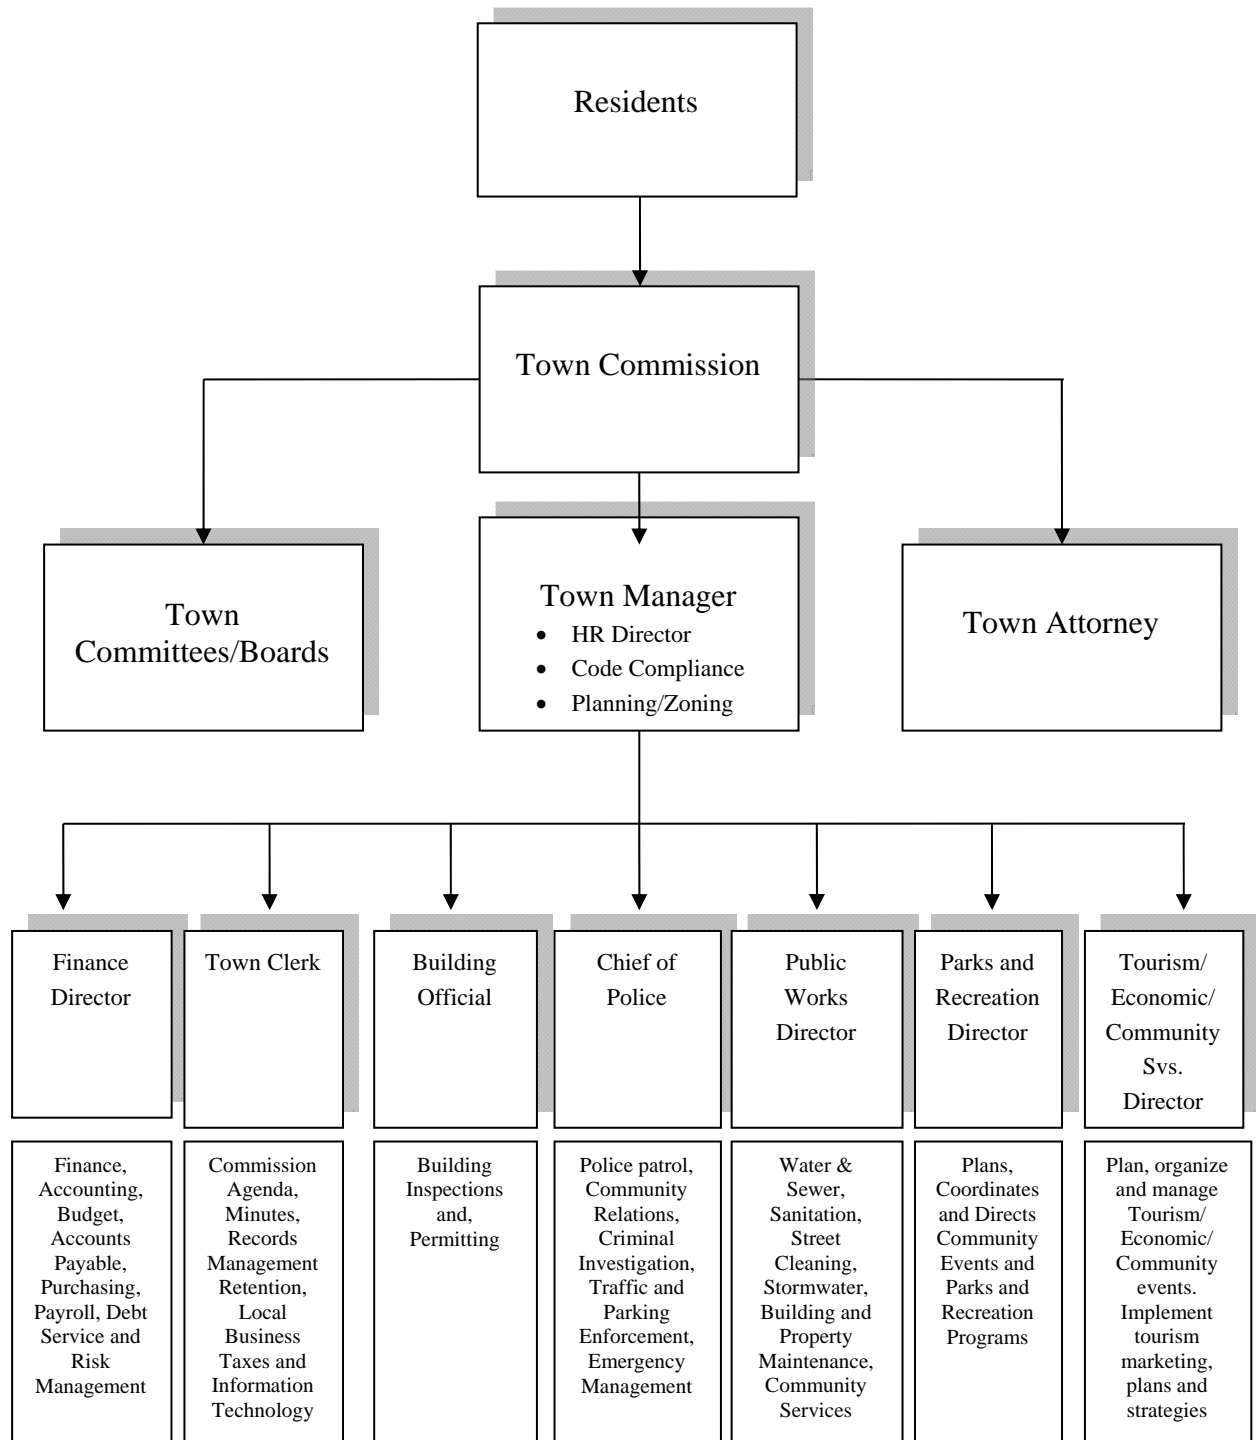 Residents
Town Commission
Town
Committees/Boards
Town Manager
• HR Director
• Code Compliance
• Planning/Zoning
Town Attorney
Finance
Director
Town Clerk
Building
Official
Chief of
Police
Public
Works
Director
Parks and
Recreation
Director
Tourism/
Economic/
Community
Svs.
Director
Finance,
Accounting,
Budget,
Accounts
Payable,
Purchasing,
Payroll, Debt
Service and
Risk
Management
Commission
Agenda,
Minutes,
Records
Management
Retention,
Local
Business
Taxes and
Information
Technology
Building
Inspections
and,
Permitting
Police patrol,
Community
Relations,
Criminal
Investigation,
Traffic and
Parking
Enforcement,
Emergency
Management
Water &
Sewer,
Sanitation,
Street
Cleaning,
Stormwater,
Building and
Property
Maintenance,
Community
Services
Plans,
Coordinates
and Directs
Community
Events and
Parks and
Recreation
Programs
Plan, organize
and manage
Tourism/
Economic/
Community
events.
Implement
tourism
marketing,
plans and
strategies